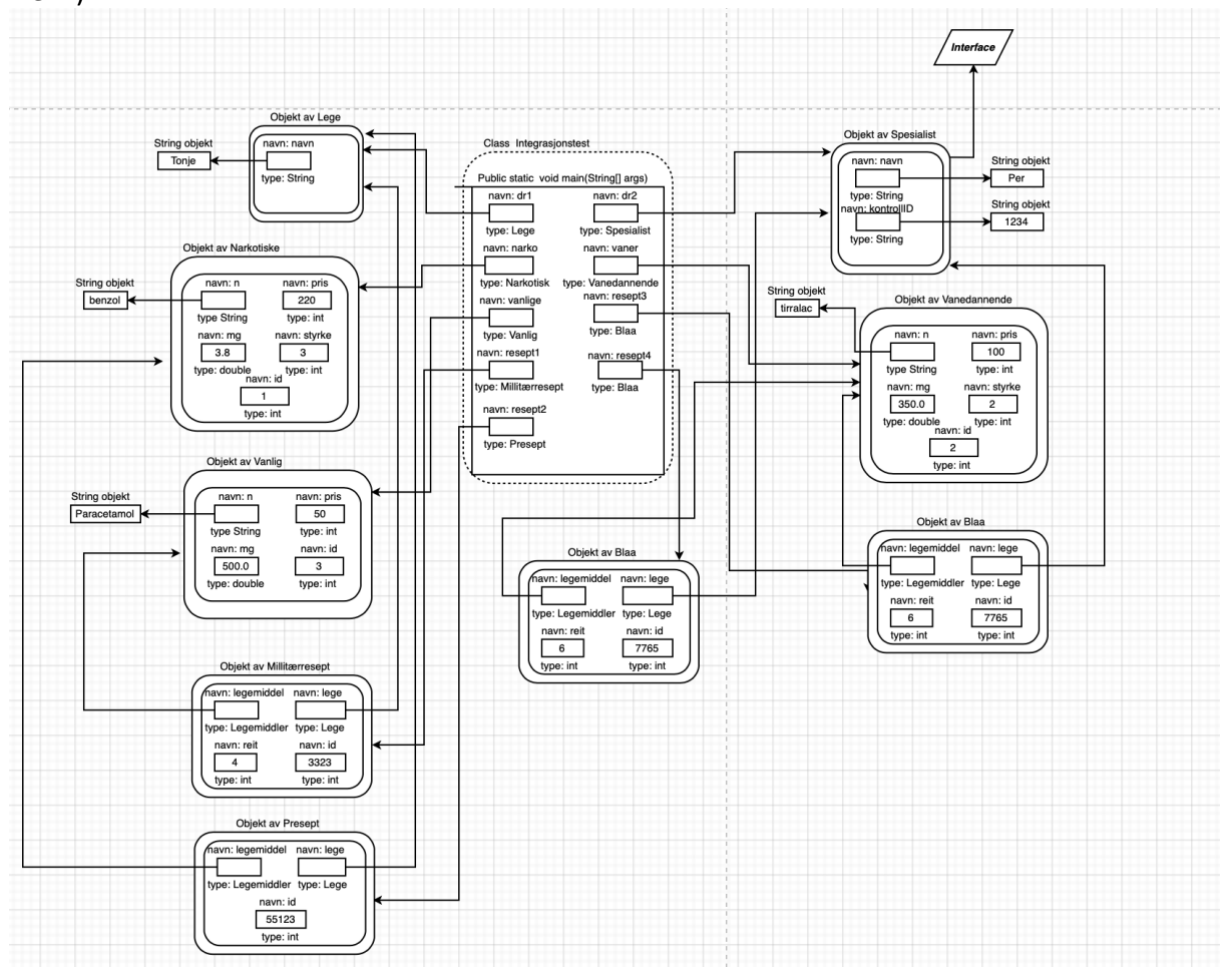 Interface
Objekt av Lege
navn: navn
type: String
String objekt
Tonje
Class Integrasjonstest
Public static void main(String[] args)
navn: dr1
type: Lege
navn: dr2
type: Spesialist
navn: narko
type: Narkotisk
navn: vaner
type: Vanedannende
navn: vanlige
type: Vanlig
navn: resept3
type: Blaa
navn: resept1
type: Millitærresept
navn: resept4
type: Blaa
navn: resept2
type: Presept
Objekt av Spesialist
navn: navn
type: String
navn: kontrollID
type: String
String objekt
Per
String objekt
1234
Objekt av Narkotiske
String objekt
benzol
navn: n
type String
navn: pris
220
type: int
navn: mg
3.8
type: double
navn: styrke
3
type: int
navn: id
1
type: int
Objekt av Vanedannende
String objekt
tirralac
navn: n
type String
navn: pris
100
type: int
navn: mg
350.0
type: double
navn: styrke
2
type: int
navn: id
2
type: int
Objekt av Vanlig
String objekt
Paracetamol
navn: n
type String
navn: pris
50
type: int
navn: mg
500.0
type: double
navn: id
3
type: int
Objekt av Blaa
navn: legemiddel
type: Legemiddler
navn: lege
type: Lege
navn: reit
6
type: int
navn: id
7765
type: int
Objekt av Blaa
navn: legemiddel
type: Legemiddler
navn: lege
type: Lege
navn: reit
6
type: int
navn: id
7765
type: int
Objekt av Millitærresept
navn: legemiddel
type: Legemiddler
navn: lege
type: Lege
navn: reit
4
type: int
navn: id
3323
type: int
Objekt av Presept
navn: legemiddel
type: Legemiddler
navn: lege
type: Lege
navn: id
55123
type: int